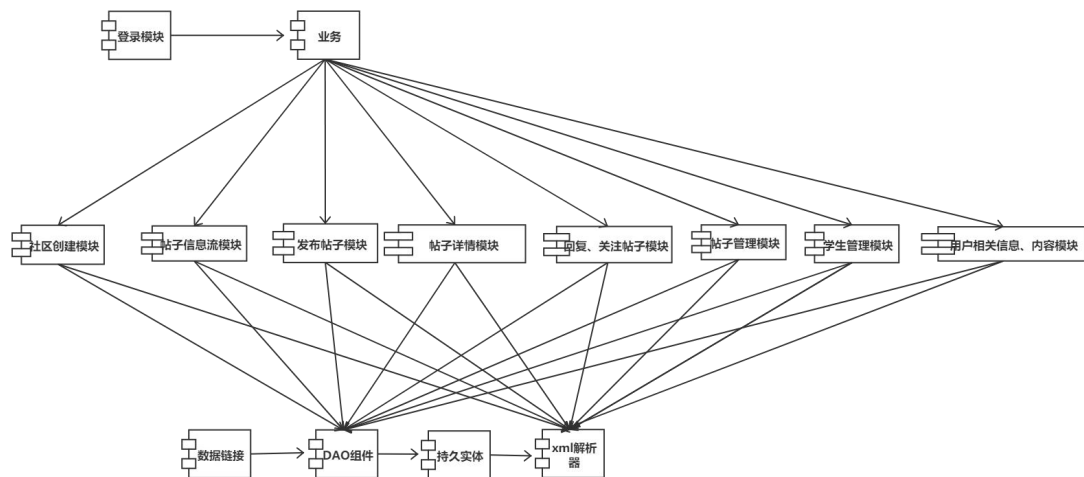 登录模块
业务
社区创建模块
帖子信息流模块
发布帖子模块
帖子详情模块
回复、关注帖子模块
帖子管理模块
学生管理模块
用户相关信息、内容模块
数据链接
DAO组件
持久实体
xml解析
器